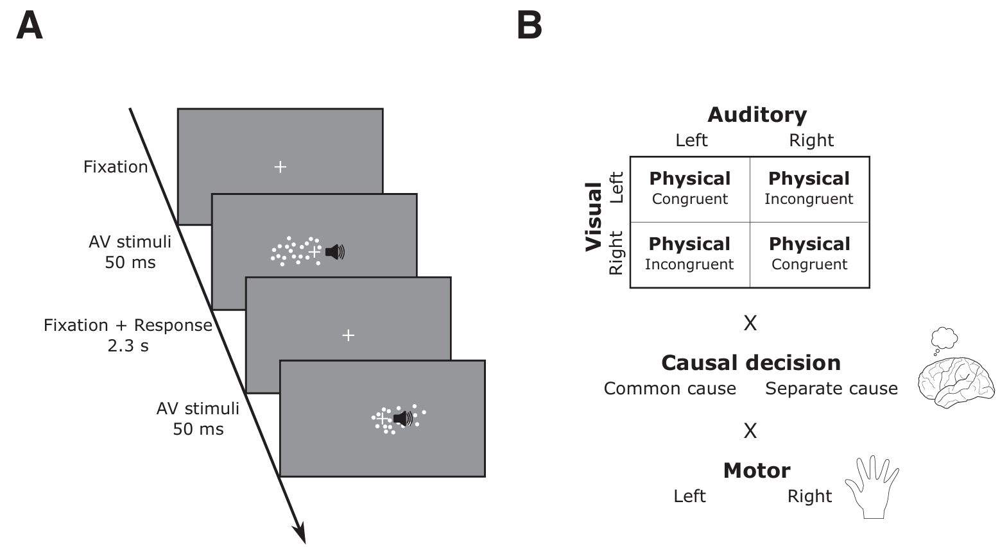 A
Fixation
AV stimuli
50 ms
Fixation + Response
2.3 s
AV stimuli
50 ms
B
Auditory
Left Right
Visual
Left
Right
Physical Physical
Congruent Incongruent
Physical Physical
Incongruent Congruent
X
Causal decision
Common cause Separate cause
X
Motor
Left Right